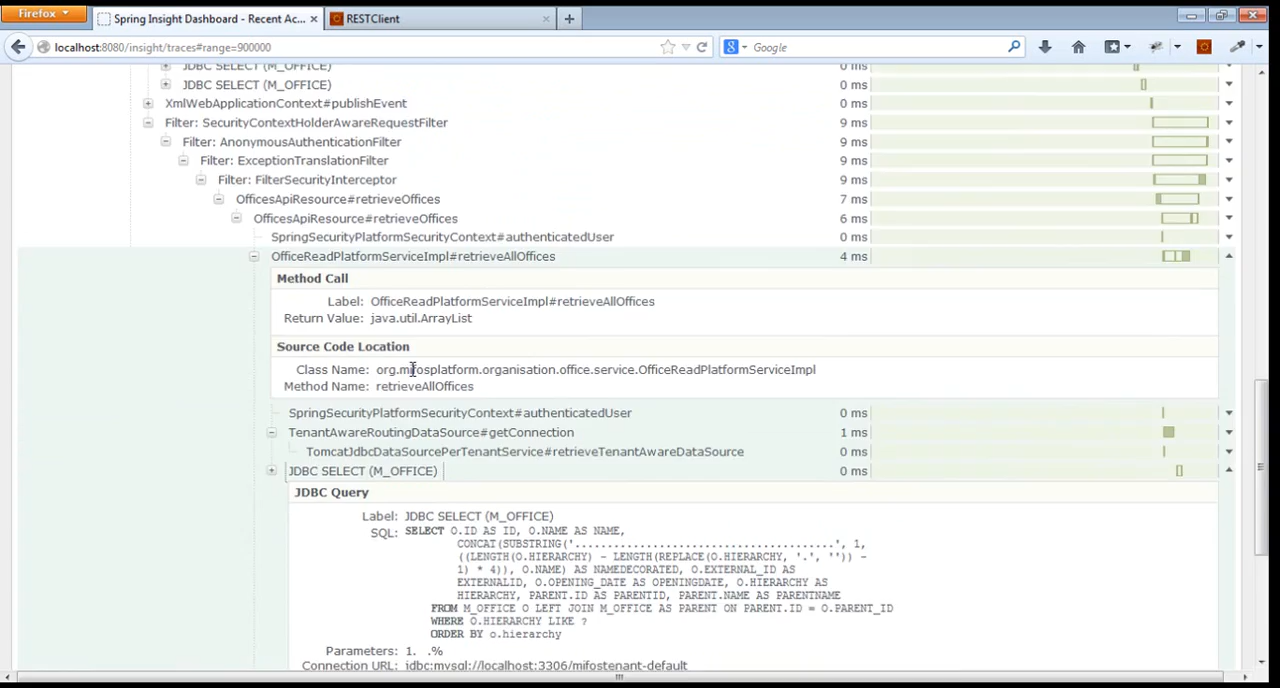 Firefox
Spring Insight Dashboard - Recent Ac...
RESTClient
localhost:8080/insight/traces#range=900000
Google
JDBC SELECT (M_OFFICE)
JDBC SELECT (M_OFFICE) 0 ms
XmlWebApplicationContext#publishEvent 0 ms
Filter: SecurityContextHolderAwareRequestFilter 9 ms
Filter: AnonymousAuthenticationFilter 9 ms
Filter: ExceptionTranslationFilter 9 ms
Filter: FilterSecurityInterceptor 9 ms
OfficesApiResource#retrieveOffices 7 ms
OfficesApiResource#retrieveOffices 6 ms
SpringSecurityPlatformSecurityContext#authenticatedUser 0 ms
OfficeReadPlatformServiceImpl#retrieveAllOffices 4 ms
Method Call
Label: OfficeReadPlatformServiceImpl#retrieveAllOffices
Return Value: java.util.ArrayList
Source Code Location
Class Name: org.mifosplatform.organisation.office.service.OfficeReadPlatformServiceImpl
Method Name: retrieveAllOffices
SpringSecurityPlatformSecurityContext#authenticatedUser 0 ms
TenantAwareRoutingDataSource#getConnection 1 ms
TomcatJdbcDataSourcePerTenantService#retrieveTenantAwareDataSource 0 ms
JDBC SELECT (M_OFFICE) 0 ms
JDBC Query
Label: JDBC SELECT (M_OFFICE)
SQL: SELECT O.ID AS ID, O.NAME AS NAME,
CONCAT(SUBSTRING('........................................', 1,
((LENGTH(O.HIERARCHY) - LENGTH(REPLACE(O.HIERARCHY, '.', '')) -
1) * 4)), O.NAME) AS NAMEDECORATED, O.EXTERNAL_ID AS
EXTERNALID, O.OPENING_DATE AS OPENINGDATE, O.HIERARCHY AS
HIERARCHY, PARENT.ID AS PARENTID, PARENT.NAME AS PARENTNAME
FROM M_OFFICE O LEFT JOIN M_OFFICE AS PARENT ON PARENT.ID = O.PARENT_ID
WHERE O.HIERARCHY LIKE ?
ORDER BY o.hierarchy
Parameters: 1. .%
Connection URL: jdbc:mysql://localhost:3306/mifostenant-default